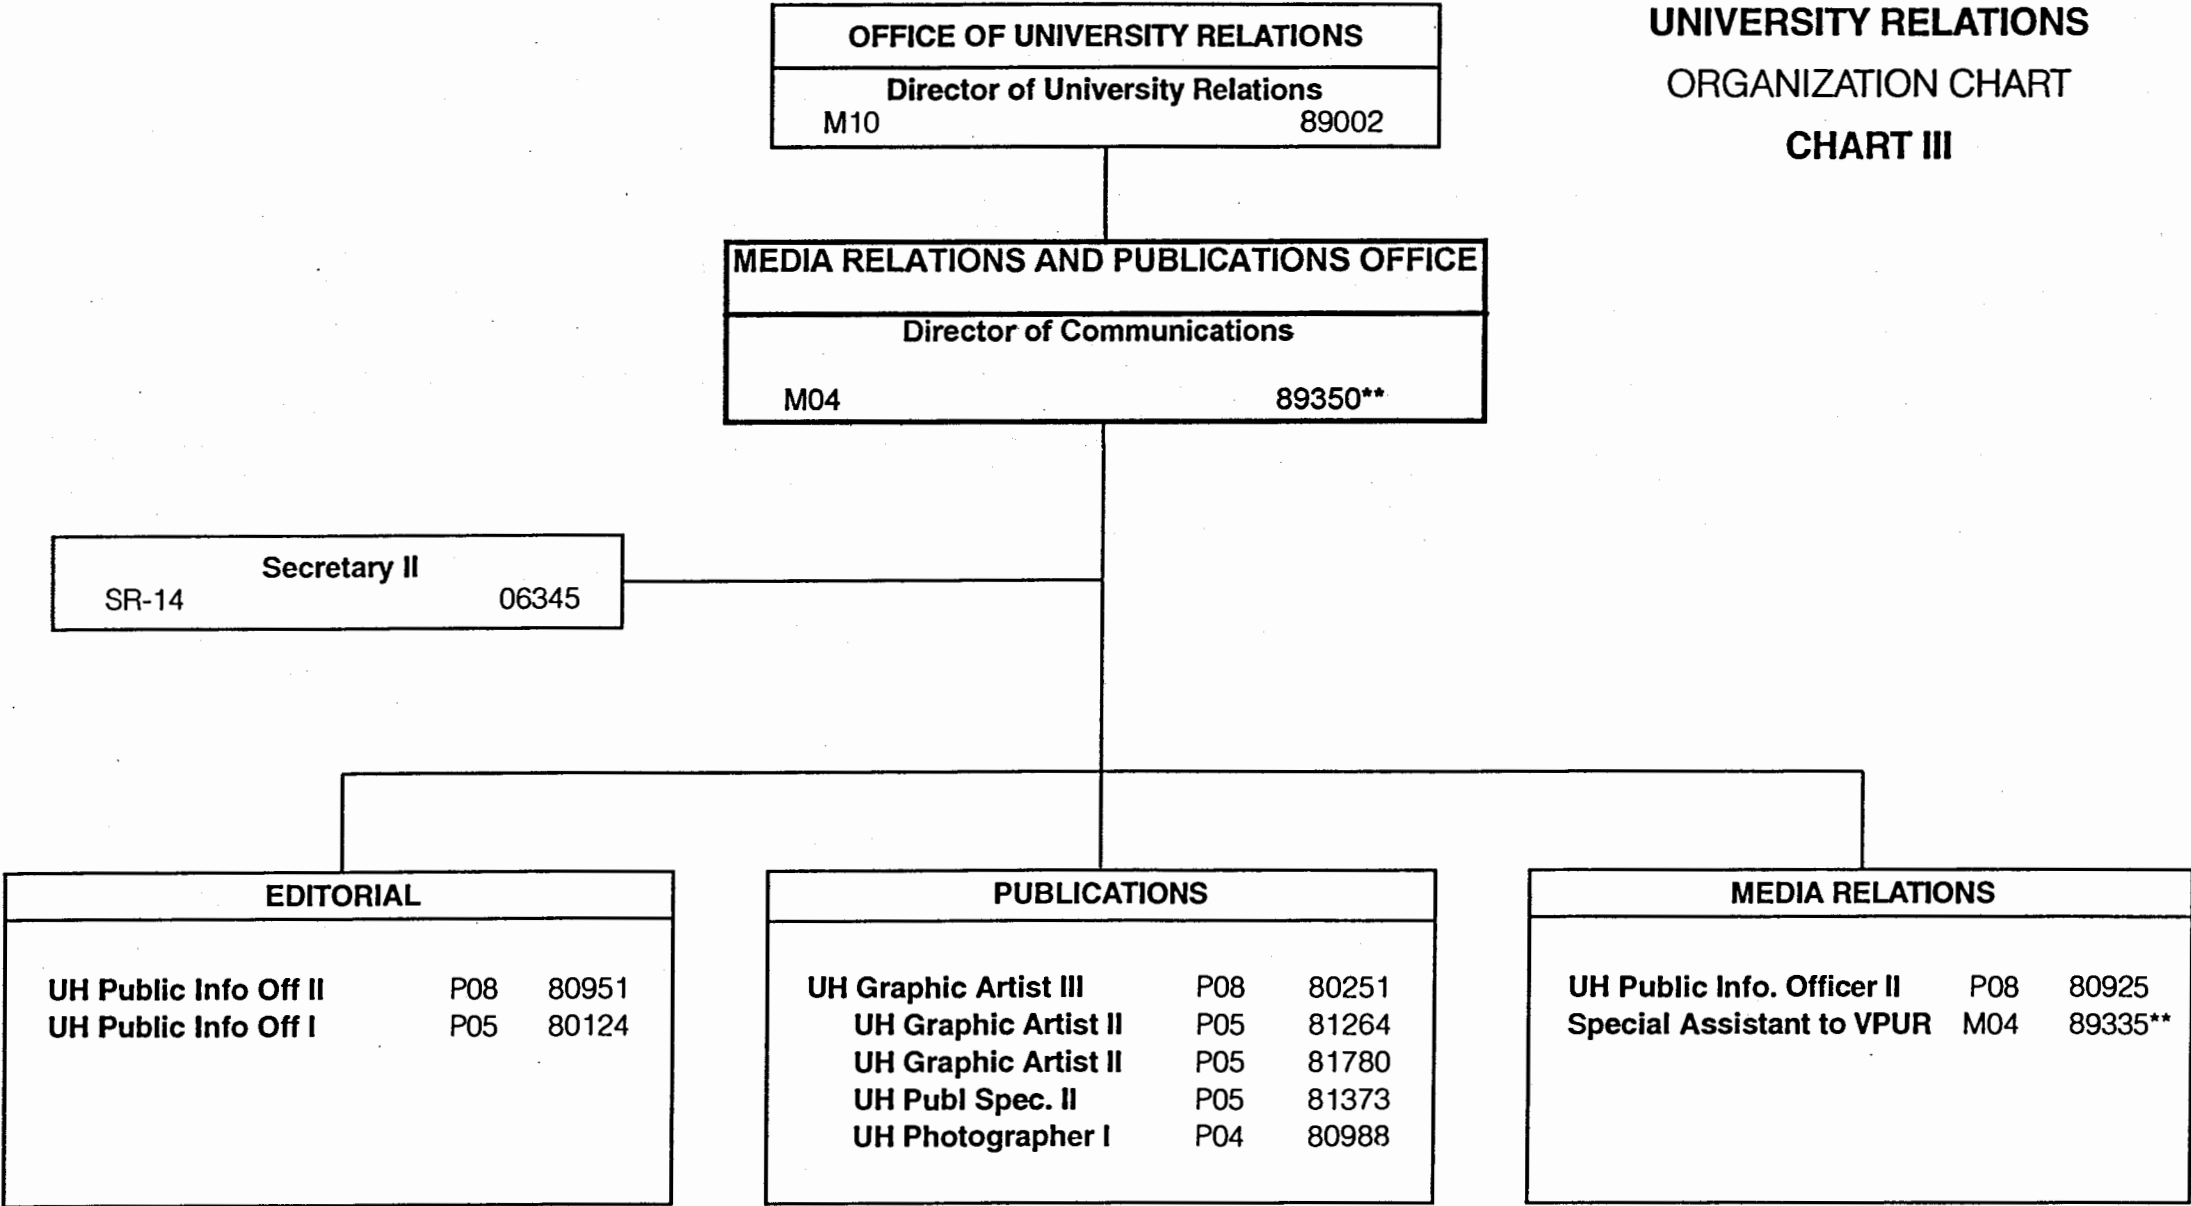 UNIVERSITY RELATIONS
ORGANIZATION CHART
CHART III
OFFICE OF UNIVERSITY RELATIONS
Director of University Relations
M10 89002
MEDIA RELATIONS AND PUBLICATIONS OFFICE
Director of Communications
M04 89350**
Secretary II
SR-14 06345
EDITORIAL
UH Public Info Off II P08 80951
UH Public Info Off I P05 80124
PUBLICATIONS
UH Graphic Artist III P08 80251
UH Graphic Artist II P05 81264
UH Graphic Artist II P05 81780
UH Publ Spec. II P05 81373
UH Photographer I P04 80988
MEDIA RELATIONS
UH Public Info. Officer II P08 80925
Special Assistant to VPUR M04 89335**